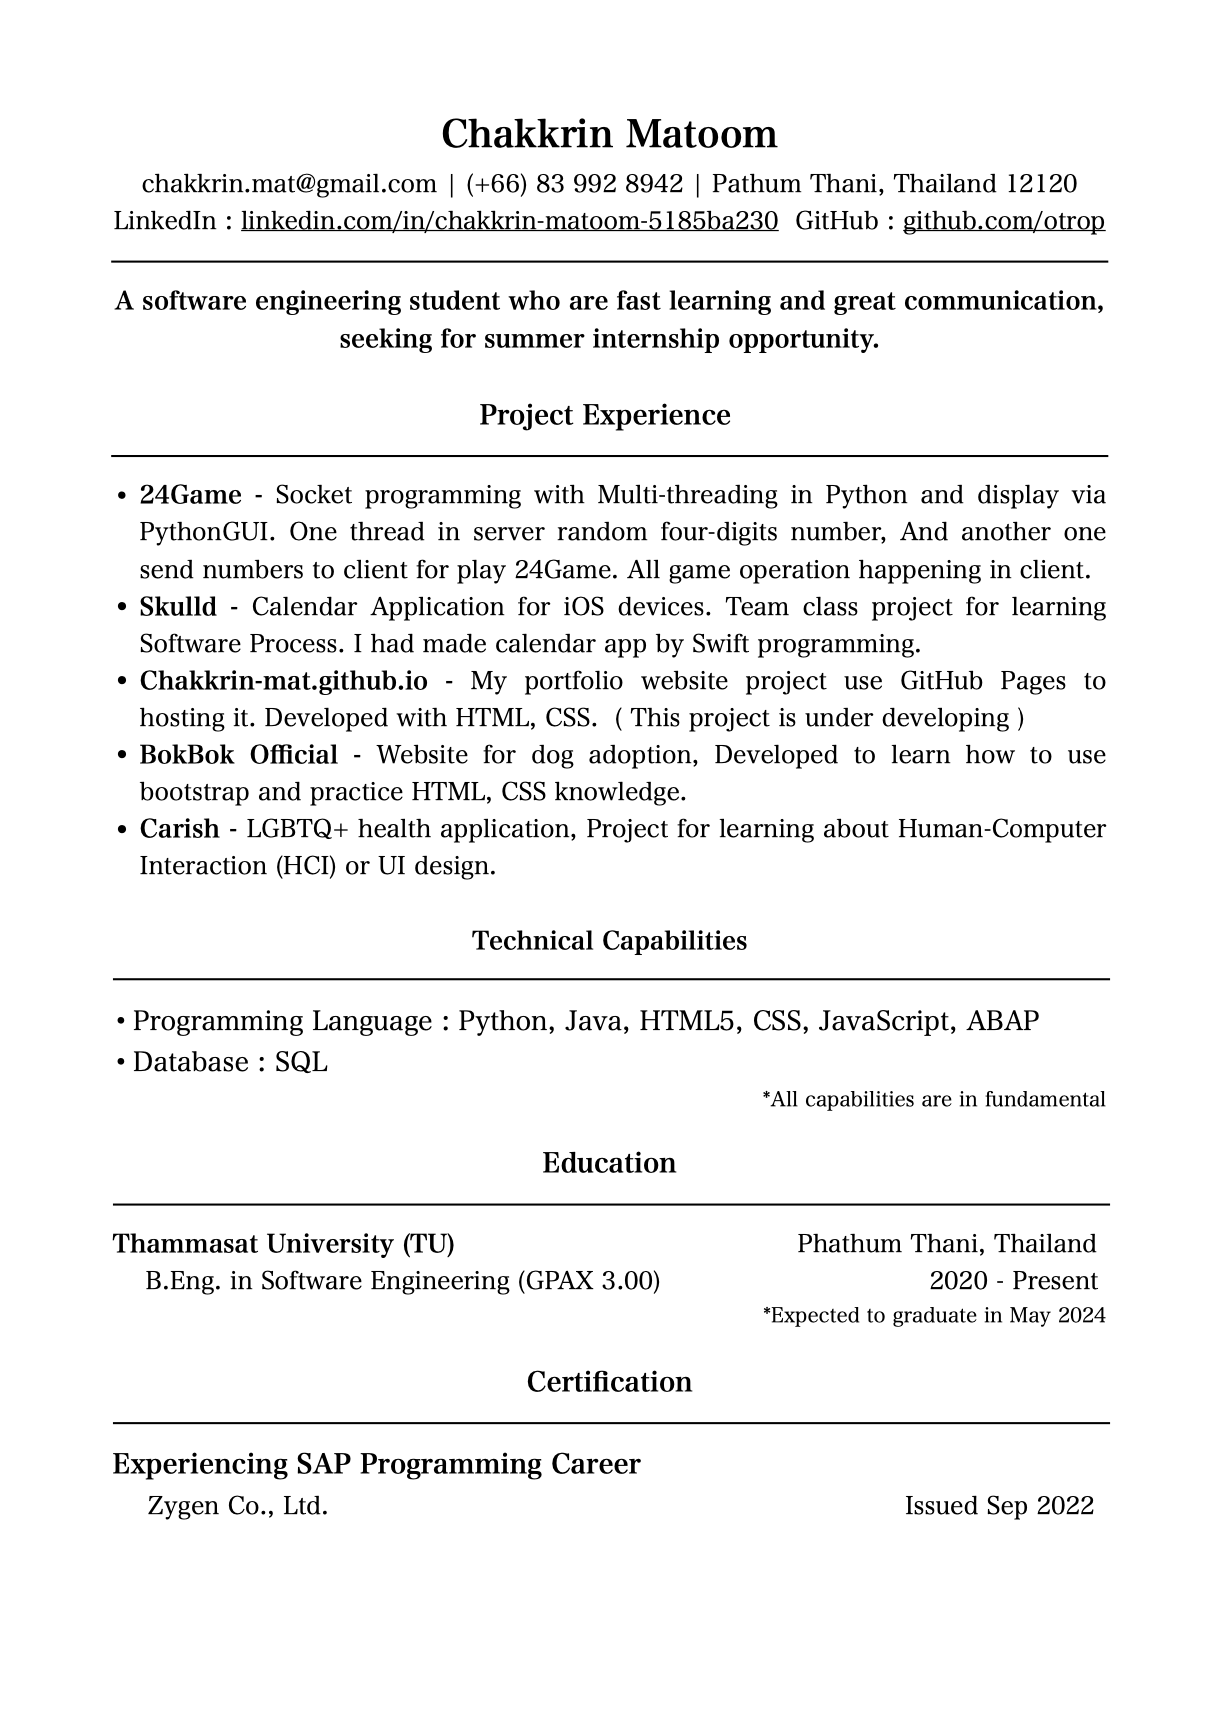 Chakkrin Matoom
chakkrin.mat@gmail.com | (+66) 83 992 8942 | Pathum Thani, Thailand 12120
LinkedIn : linkedin.com/in/chakkrin-matoom-5185ba230 GitHub : github.com/otrop
A software engineering student who are fast learning and great communication,
seeking for summer internship opportunity.
Project Experience
• 24Game - Socket programming with Multi-threading in Python and display via
PythonGUI. One thread in server random four-digits number, And another one
send numbers to client for play 24Game. All game operation happening in client.
• Skulld - Calendar Application for iOS devices. Team class project for learning
Software Process. I had made calendar app by Swift programming.
• Chakkrin-mat.github.io - My portfolio website project use GitHub Pages to
hosting it. Developed with HTML, CSS. ( This project is under developing )
• BokBok Official - Website for dog adoption, Developed to learn how to use
bootstrap and practice HTML, CSS knowledge.
• Carish - LGBTQ+ health application, Project for learning about Human-Computer
Interaction (HCI) or UI design.
Technical Capabilities
• Programming Language : Python, Java, HTML5, CSS, JavaScript, ABAP
• Database : SQL
*All capabilities are in fundamental
Education
Thammasat University (TU) Phathum Thani, Thailand
B.Eng. in Software Engineering (GPAX 3.00) 2020 - Present
*Expected to graduate in May 2024
Certification
Experiencing SAP Programming Career
Zygen Co., Ltd. Issued Sep 2022